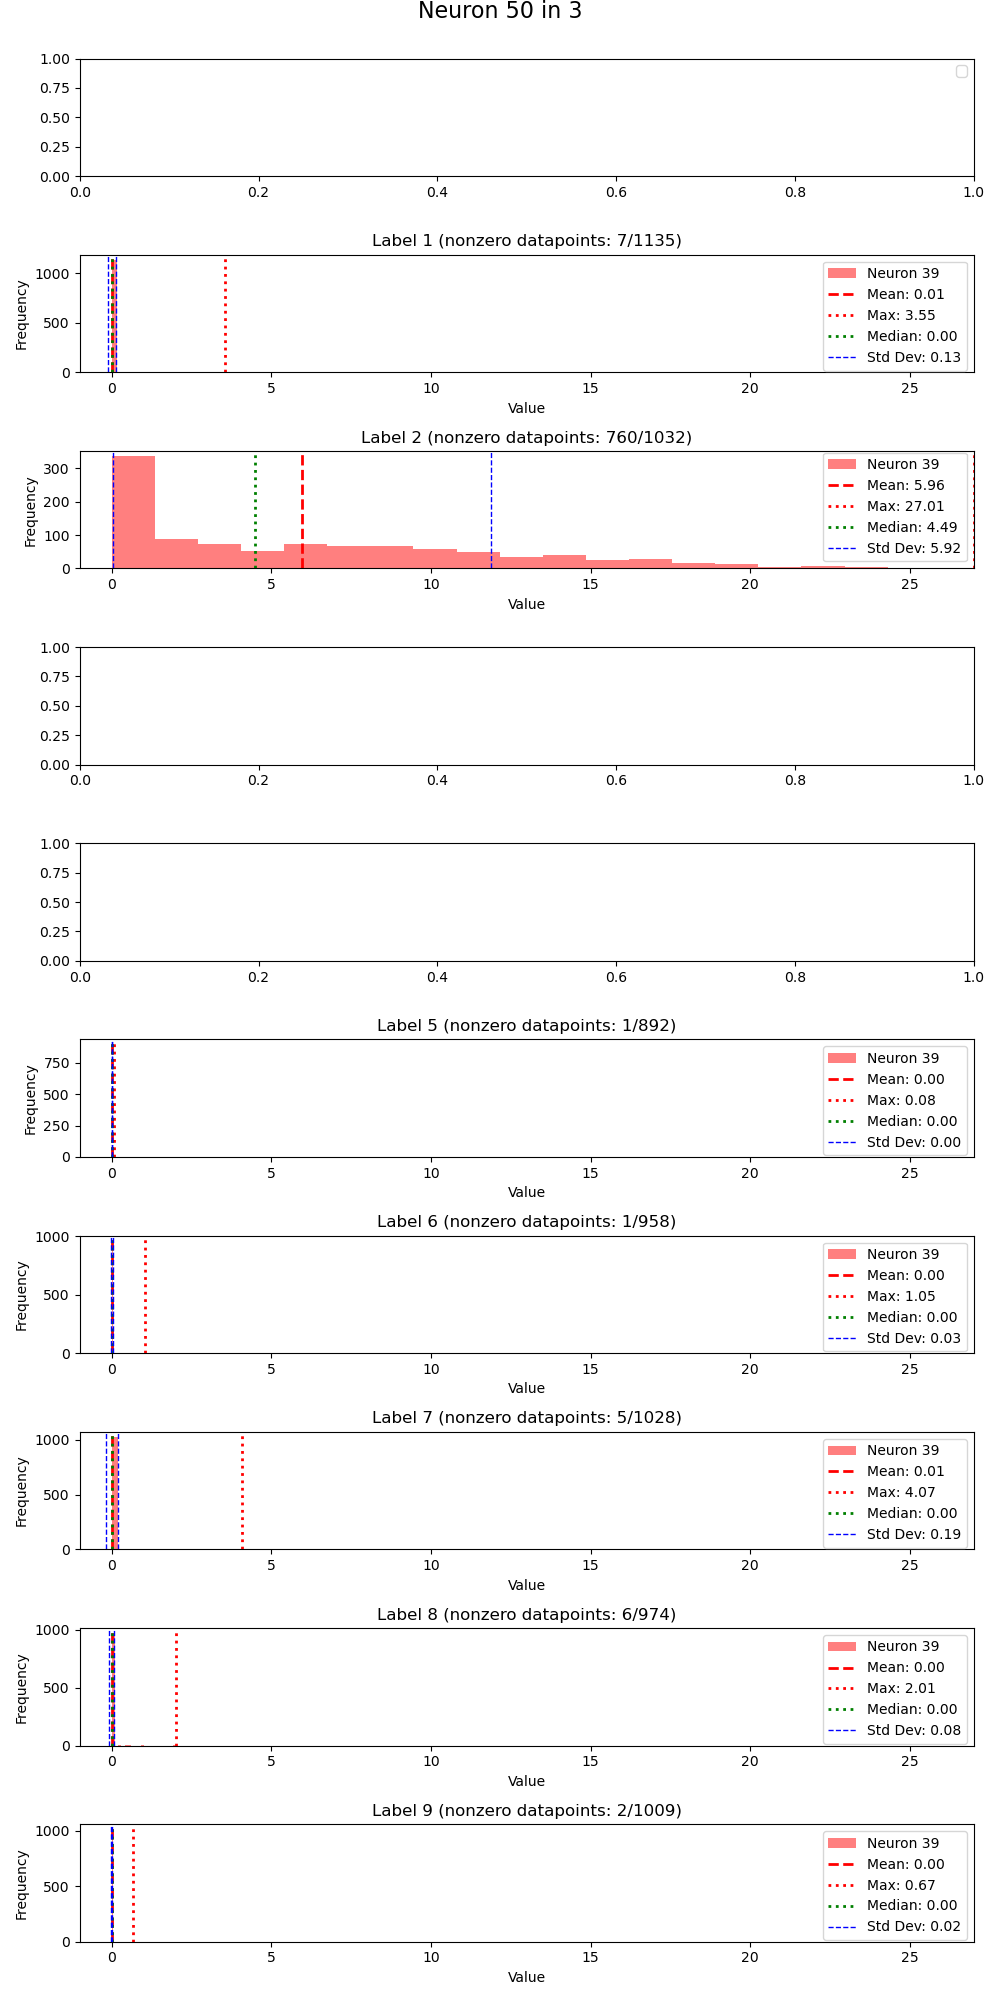 Neuron 50 in 3
1.00
0.75
0.50
0.25
0.00
0.0 0.2 0.4 0.6 0.8 1.0
Label 1 (nonzero datapoints: 7/1135)
Frequency
1000
500
0
Neuron 39
Mean: 0.01
Max: 3.55
Median: 0.00
Std Dev: 0.13
0 5 10 15 20 25
Value
Label 2 (nonzero datapoints: 760/1032)
Frequency
300
200
100
0
Neuron 39
Mean: 5.96
Max: 27.01
Median: 4.49
Std Dev: 5.92
0 5 10 15 20 25
Value
1.00
0.75
0.50
0.25
0.00
0.0 0.2 0.4 0.6 0.8 1.0
1.00
0.75
0.50
0.25
0.00
0.0 0.2 0.4 0.6 0.8 1.0
Label 5 (nonzero datapoints: 1/892)
Frequency
750
500
250
0
Neuron 39
Mean: 0.00
Max: 0.08
Median: 0.00
Std Dev: 0.00
0 5 10 15 20 25
Value
Label 6 (nonzero datapoints: 1/958)
Frequency
1000
500
0
Neuron 39
Mean: 0.00
Max: 1.05
Median: 0.00
Std Dev: 0.03
0 5 10 15 20 25
Value
Label 7 (nonzero datapoints: 5/1028)
Frequency
1000
500
0
Neuron 39
Mean: 0.01
Max: 4.07
Median: 0.00
Std Dev: 0.19
0 5 10 15 20 25
Value
Label 8 (nonzero datapoints: 6/974)
Frequency
1000
500
0
Neuron 39
Mean: 0.00
Max: 2.01
Median: 0.00
Std Dev: 0.08
0 5 10 15 20 25
Value
Label 9 (nonzero datapoints: 2/1009)
Frequency
1000
500
0
Neuron 39
Mean: 0.00
Max: 0.67
Median: 0.00
Std Dev: 0.02
0 5 10 15 20 25
Value